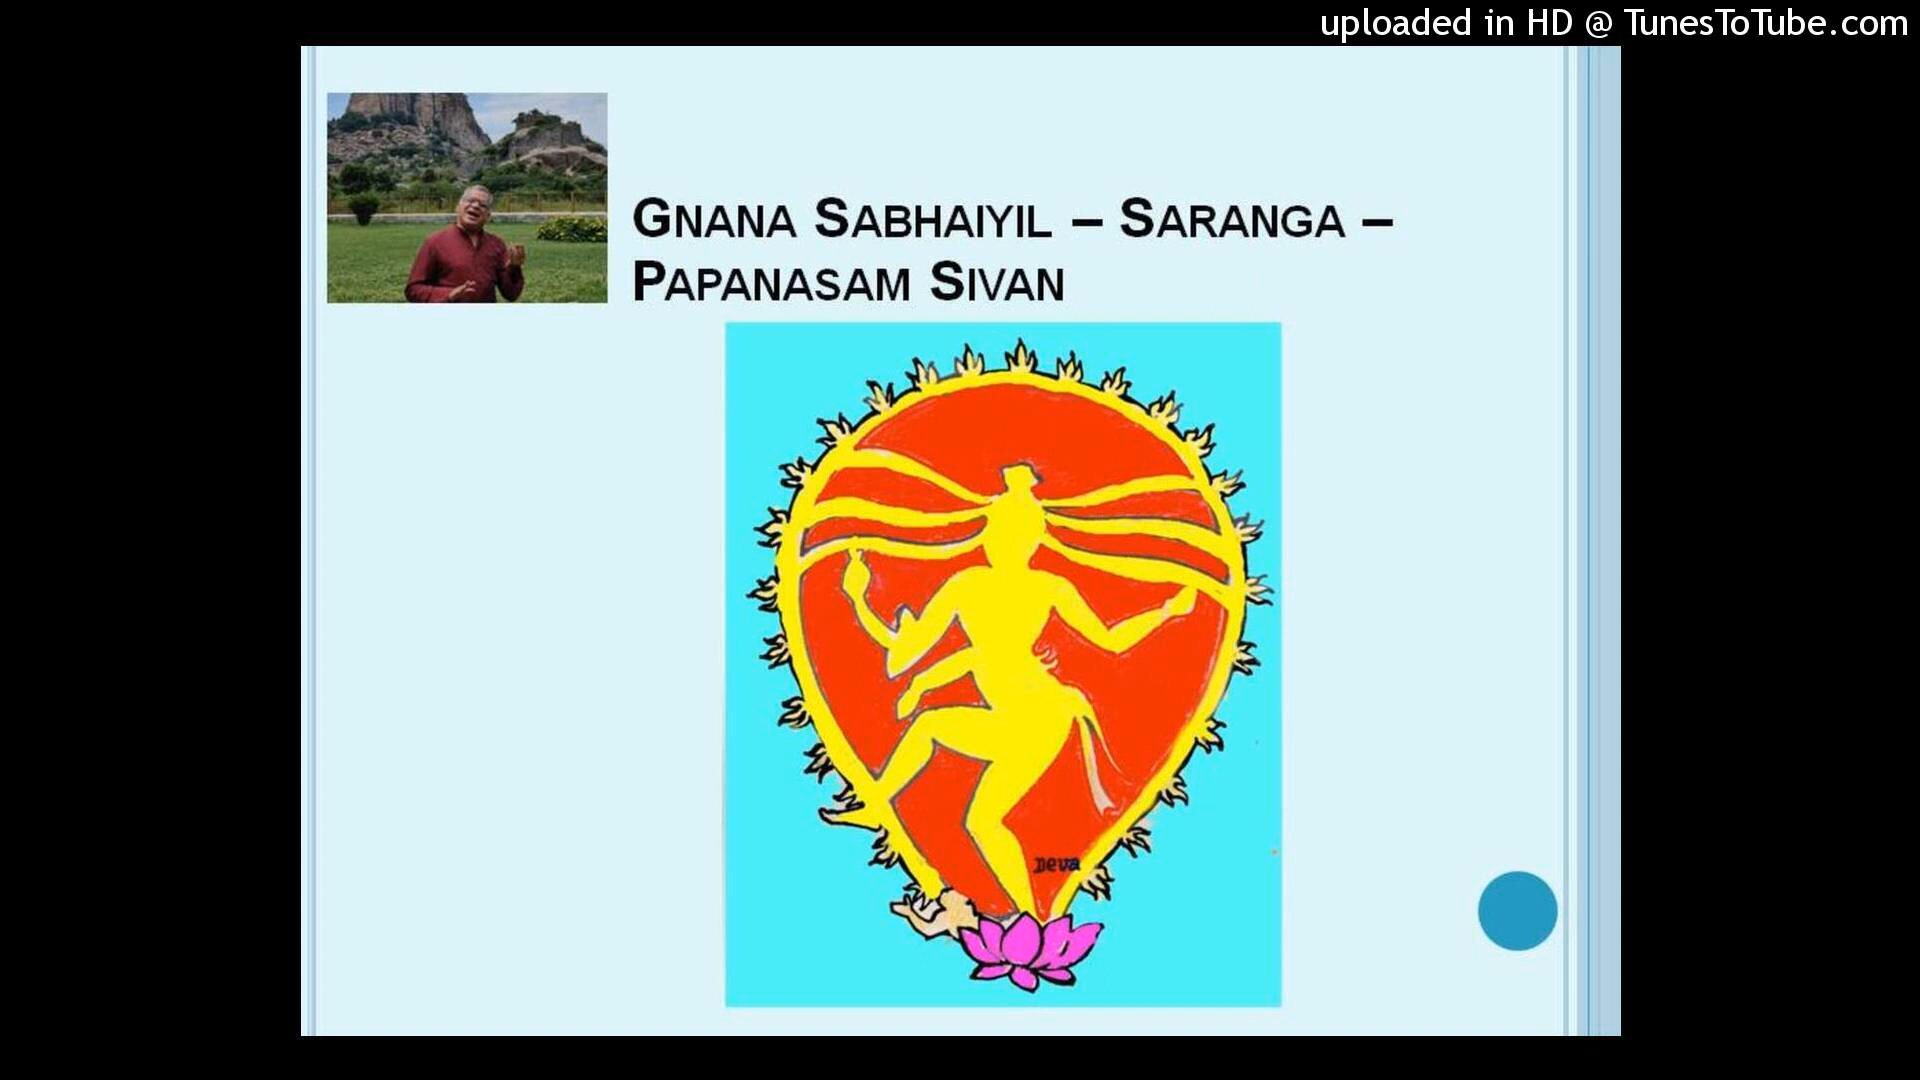 uploaded in HD @ TunesToTube.com
GNANA SABHAIYIL – SARANGA –
PAPANASAM SIVAN
Deva